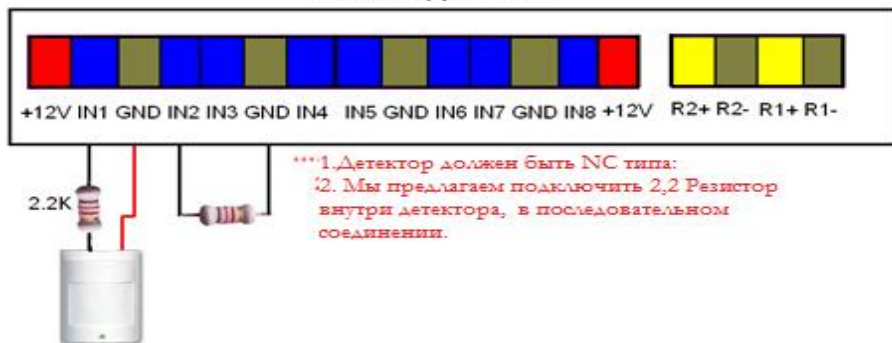 +12V IN1 GND IN2 IN3 GND IN4 IN5 GND IN6 IN7 GND IN8 +12V R2+ R2- R1+ R1-
****1.Детектор должен быть NC типа:
2. Мы предлагаем подключить 2,2 Резистор
внутри детектора, в последовательном
соединении.
2.2K